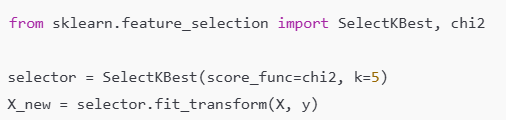 from sklearn.feature_selection import SelectKBest, chi2
selector = SelectKBest(score_func=chi2, k=5)
X_new = selector.fit_transform(X, y)